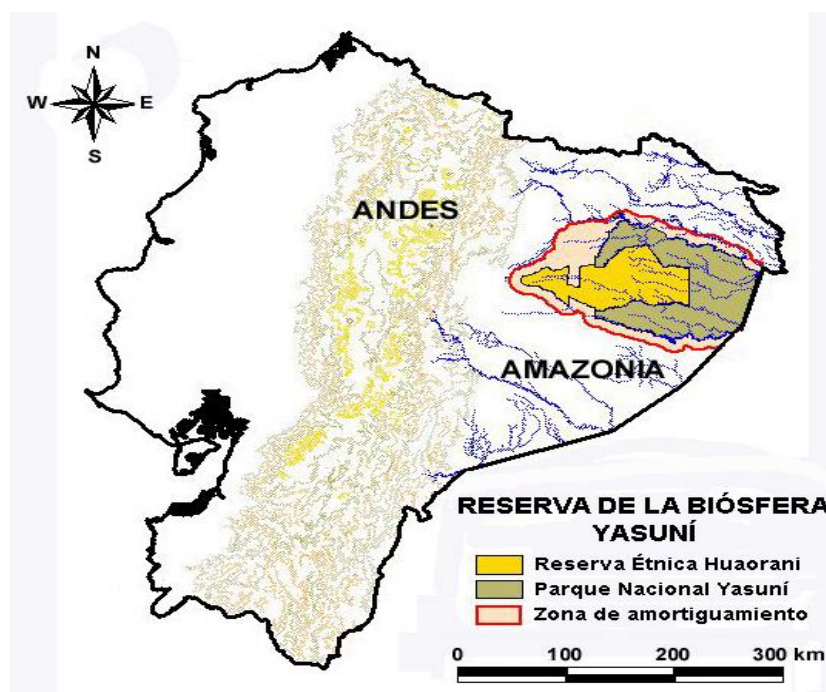 N
W E
S
ANDES
AMAZONIA
RESERVA DE LA BIÓSFERA
YASUNÍ
Reserva Étnica Huaorani
Parque Nacional Yasuní
Zona de amortiguamiento
0 100 200 300 km